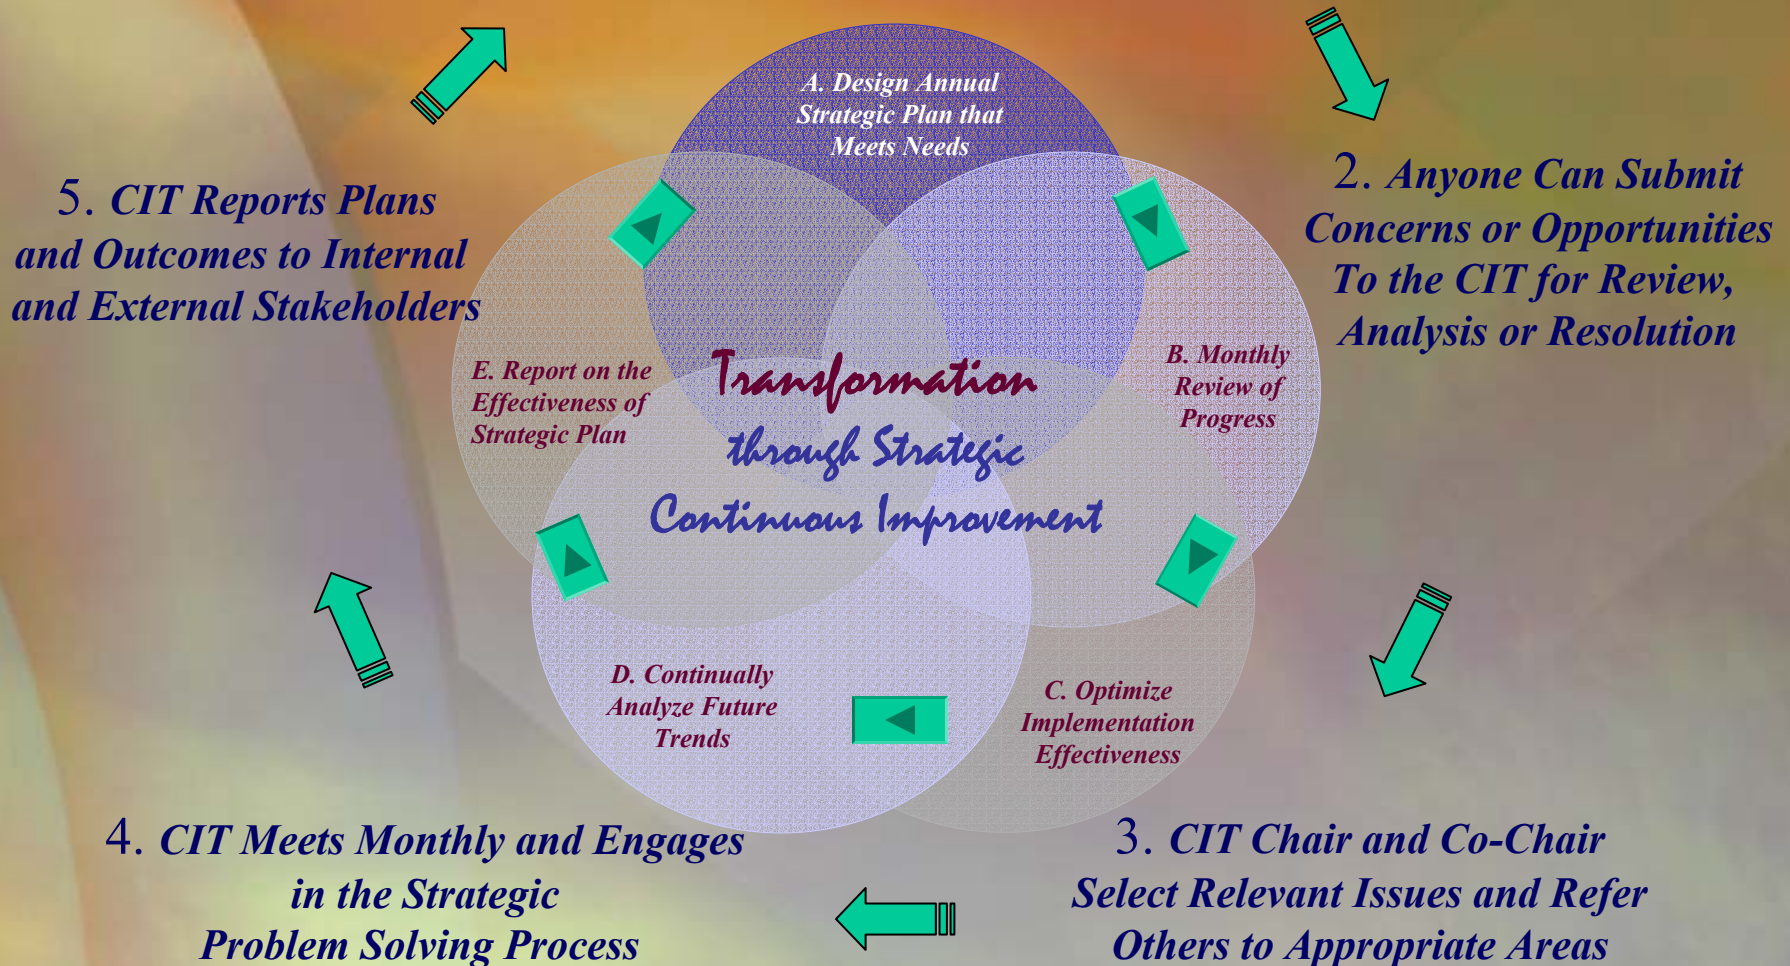 A. Design Annual
Strategic Plan that
Meets Needs
2. Anyone Can Submit
Concerns or Opportunities
To the CIT for Review,
Analysis or Resolution
B. Monthly
Review of
Progress
3. CIT Chair and Co-Chair
Select Relevant Issues and Refer
Others to Appropriate Areas
C. Optimize
Implementation
Effectiveness
4. CIT Meets Monthly and Engages
in the Strategic
Problem Solving Process
D. Continually
Analyze Future
Trends
5. CIT Reports Plans
and Outcomes to Internal
and External Stakeholders
E. Report on the
Effectiveness of
Strategic Plan
Transformation
through Strategic
Continuous Improvement